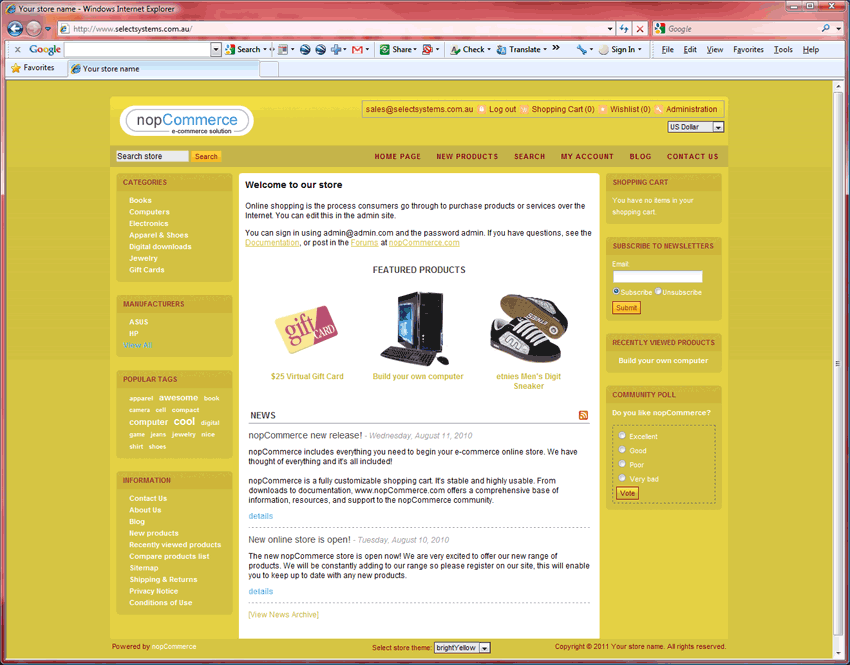 Your store name - Windows Internet Explorer
http://www.selectsystems.com.au/
Google
Google
Search
Share
Check
Translate
Sign In
File Edit View Favorites Tools Help
Favorites
Your store name
nopCommerce
e-commerce solution
sales@selectsystems.com.au Log out Shopping Cart (0) Wishlist (0) Administration
US Dollar
Search store Search
HOME PAGE NEW PRODUCTS SEARCH MY ACCOUNT BLOG CONTACT US
CATEGORIES
Books
Computers
Electronics
Apparel & Shoes
Digital downloads
Jewelry
Gift Cards
MANUFACTURERS
ASUS
HP
View All
POPULAR TAGS
apparel awesome book
camera cell compact
computer cool digital
game jeans jewelry nice
shirt shoes
INFORMATION
Contact Us
About Us
Blog
New products
Recently viewed products
Compare products list
Sitemap
Shipping & Returns
Privacy Notice
Conditions of Use
Welcome to our store
Online shopping is the process consumers go through to purchase products or services over the
Internet. You can edit this in the admin site.
You can sign in using admin@admin.com and the password admin. If you have questions, see the
Documentation, or post in the Forums at nopCommerce.com
FEATURED PRODUCTS
gift
CARD
$25 Virtual Gift Card
Build your own computer
etnies Men's Digit
Sneaker
NEWS
nopCommerce new release! - Wednesday, August 11, 2010
nopCommerce includes everything you need to begin your e-commerce online store. We have
thought of everything and it's all included!
nopCommerce is a fully customizable shopping cart. It's stable and highly usable. From
downloads to documentation, www.nopCommerce.com offers a comprehensive base of
information, resources, and support to the nopCommerce community.
details
New online store is open! - Tuesday, August 10, 2010
The new nopCommerce store is open now! We are very excited to offer our new range of
products. We will be constantly adding to our range so please register on our site, this will enable
you to keep up to date with any new products.
details
[View News Archive]
SHOPPING CART
You have no items in your
shopping cart.
SUBSCRIBE TO NEWSLETTERS
Email:
Subscribe Unsubscribe
Submit
RECENTLY VIEWED PRODUCTS
Build your own computer
COMMUNITY POLL
Do you like nopCommerce?
Excellent
Good
Poor
Very bad
Vote
Powered by nopCommerce
Select store theme: brightYellow
Copyright © 2011 Your store name. All rights reserved.